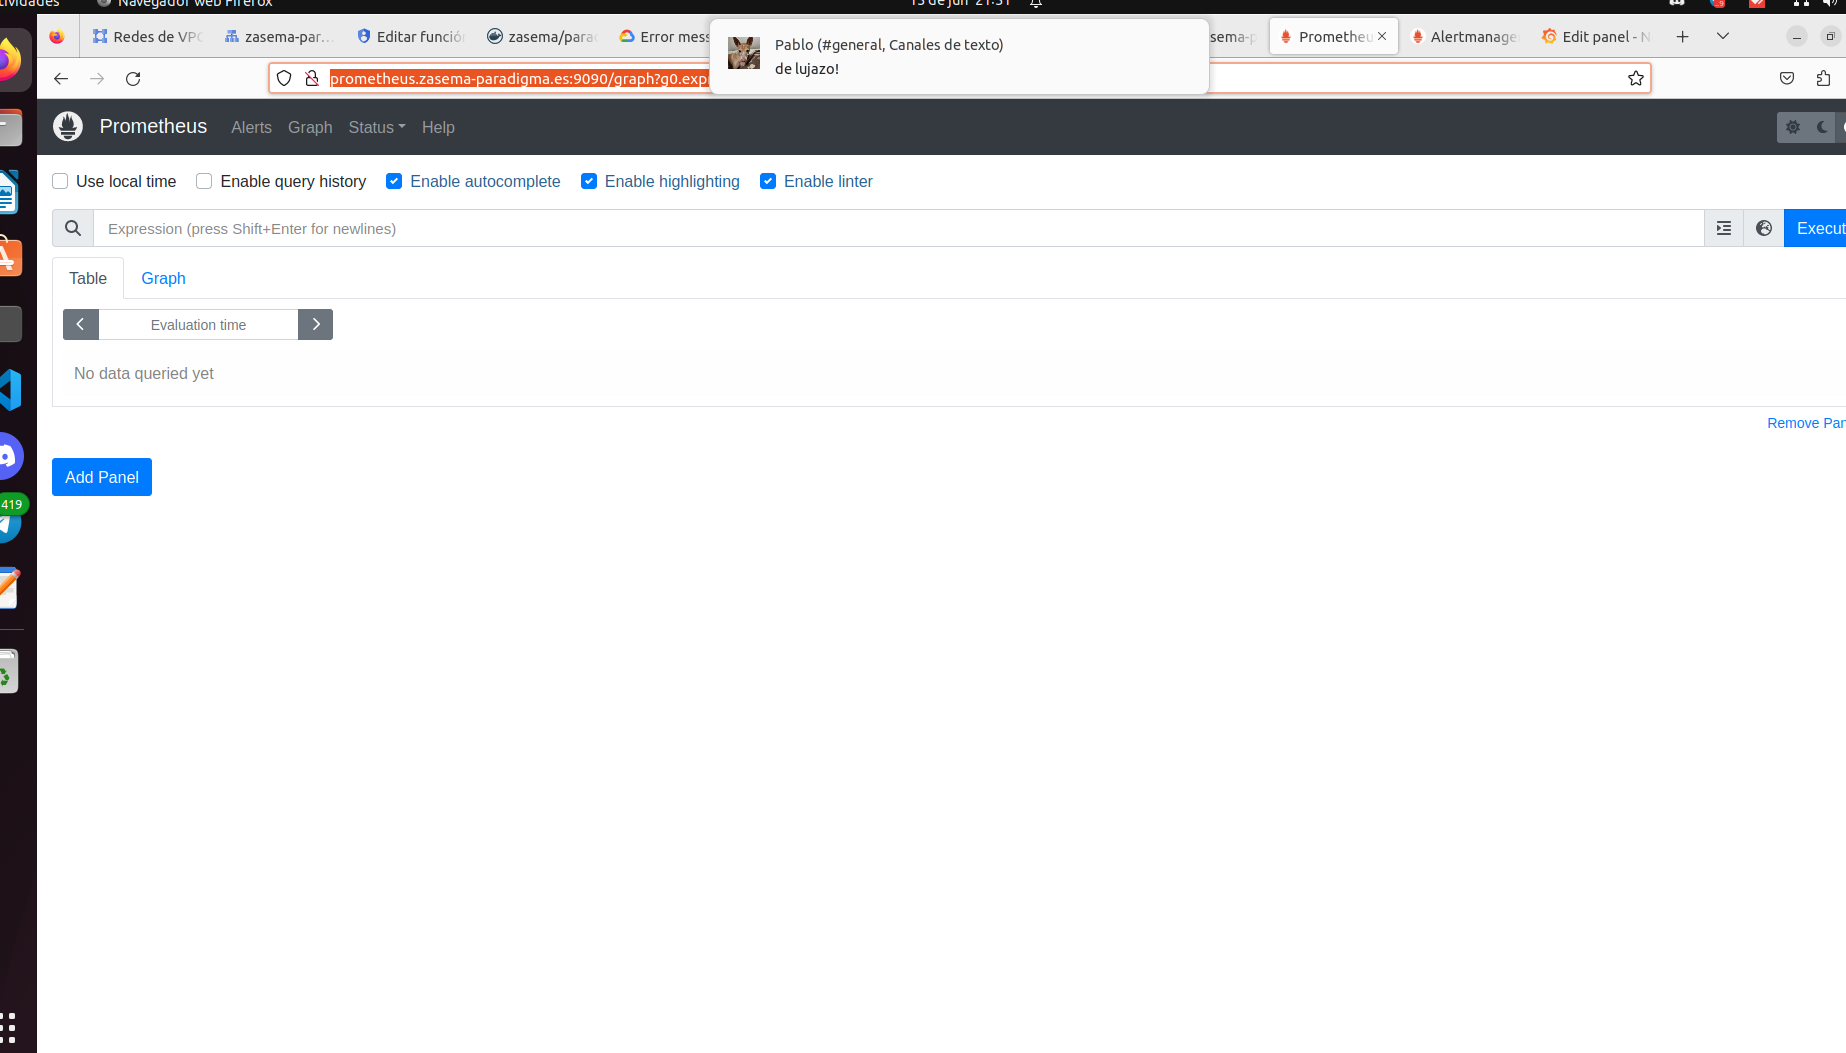 tividades Navegador web Firefox 15 de jun 21:31
Redes de VPC zasema-par… Editar funció zasema/para Error mess sema-p Prometheu Alertmanage Edit panel - N
Pablo (#general, Canales de texto)
de lujazo!
prometheus.zasema-paradigma.es:9090/graph?g0.exp
Prometheus Alerts Graph Status Help
Use local time Enable query history Enable autocomplete Enable highlighting Enable linter
Expression (press Shift+Enter for newlines) Execut
Table Graph
Evaluation time
No data queried yet
Remove Pan
Add Panel
419